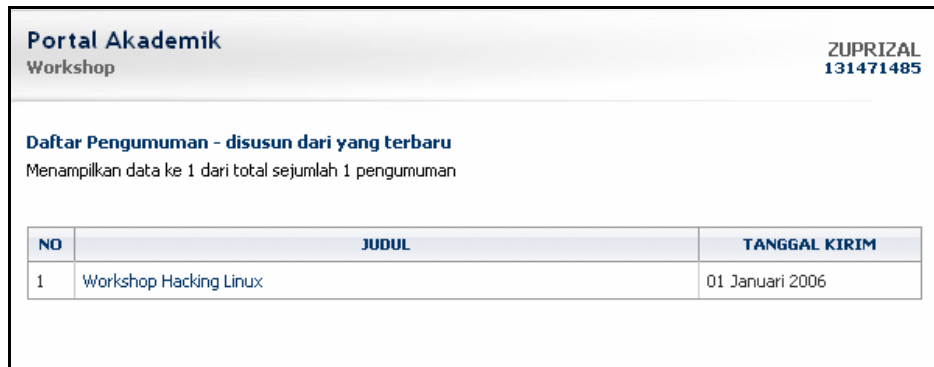 Portal Akademik
Workshop
ZUPRIZAL
131471485
Daftar Pengumuman - disusun dari yang terbaru
Menampilkan data ke 1 dari total sejumlah 1 pengumuman
NO JUDUL TANGGAL KIRIM
1 Workshop Hacking Linux 01 Januari 2006